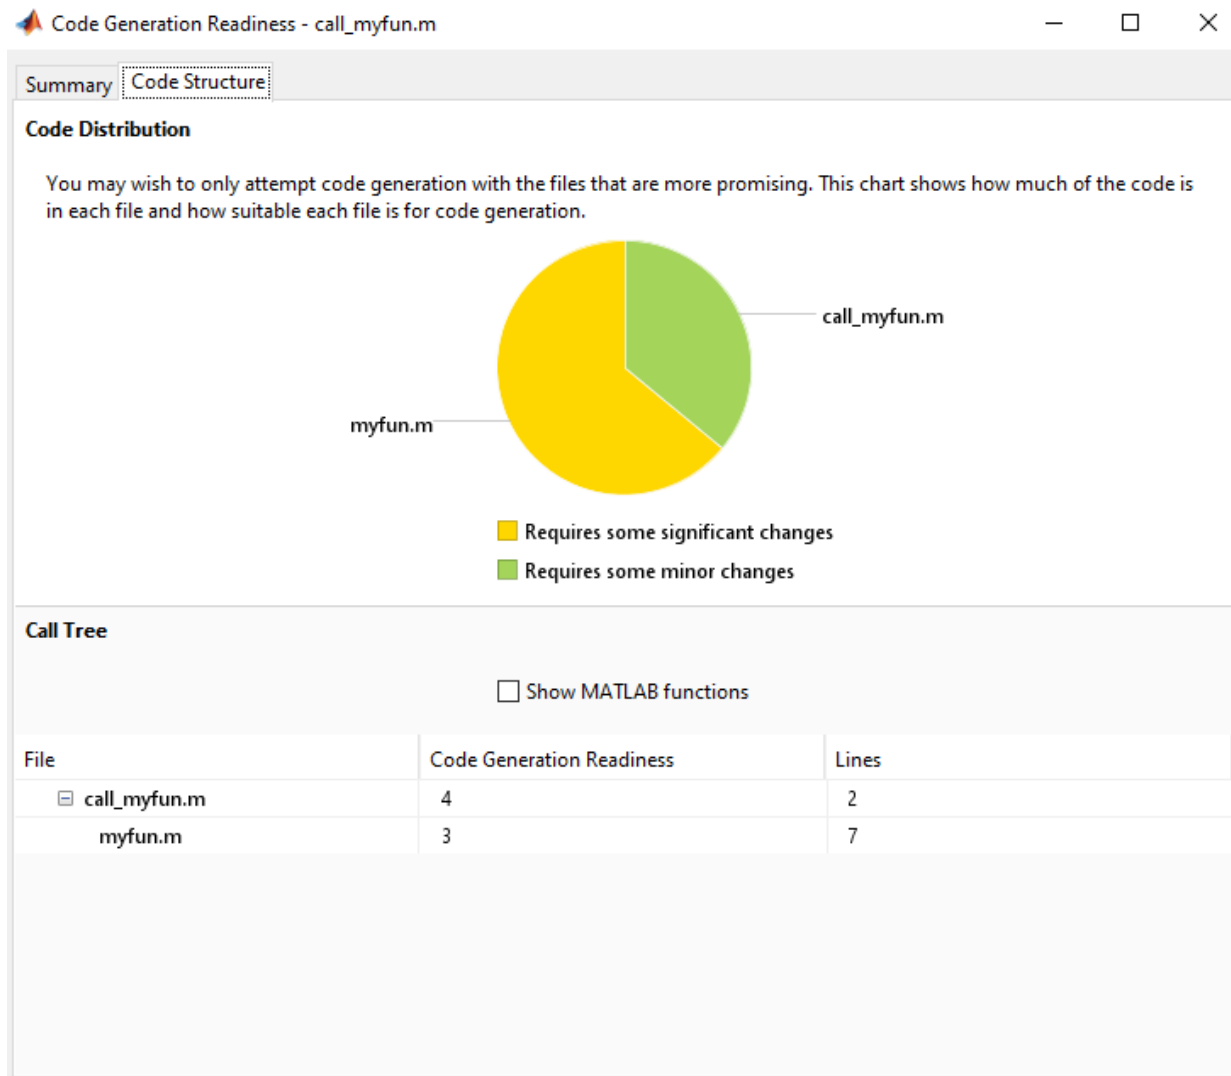 Code Generation Readiness - call_myfun.m
Summary
Code Structure
Code Distribution
You may wish to only attempt code generation with the files that are more promising. This chart shows how much of the code is
in each file and how suitable each file is for code generation.
call_myfun.m
myfun.m
Requires some significant changes
Requires some minor changes
Call Tree
Show MATLAB functions
File Code Generation Readiness Lines
call_myfun.m 4 2
myfun.m 3 7